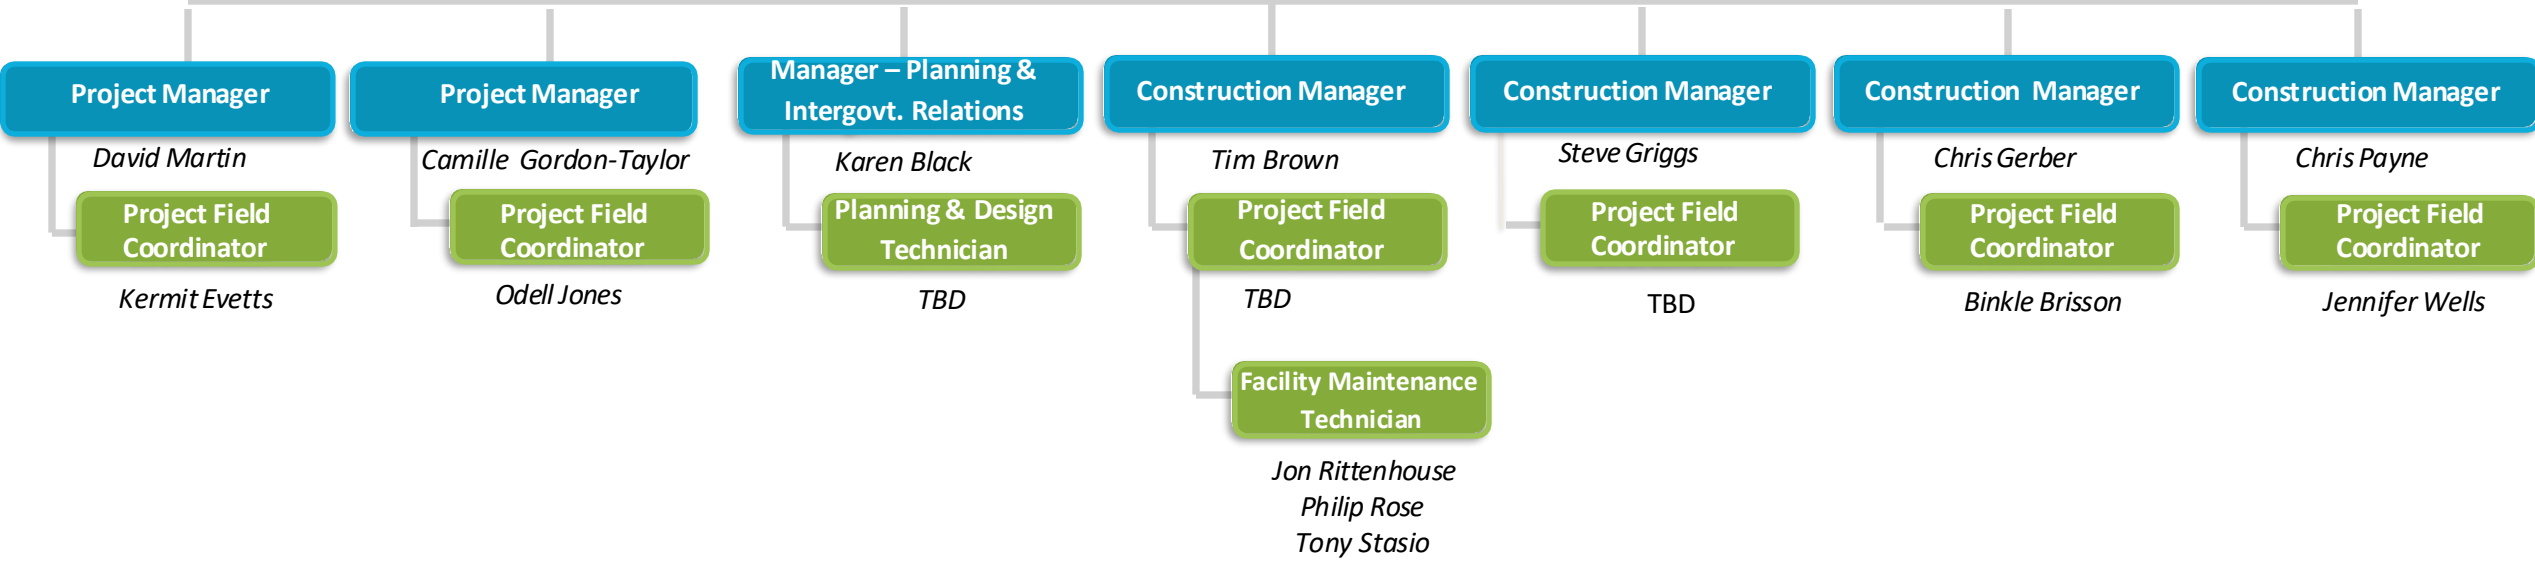 Project Manager
David Martin
Project Field
Coordinator
Kermit Evetts
Project Manager
Camille Gordon-Taylor
Project Field
Coordinator
Odell Jones
Manager – Planning &
Intergovt. Relations
Karen Black
Planning & Design
Technician
TBD
Construction Manager
Tim Brown
Project Field
Coordinator
TBD
Facility Maintenance
Technician
Jon Rittenhouse
Philip Rose
Tony Stasio
Construction Manager
Steve Griggs
Project Field
Coordinator
TBD
Construction Manager
Chris Gerber
Project Field
Coordinator
Binkle Brisson
Construction Manager
Chris Payne
Project Field
Coordinator
Jennifer Wells